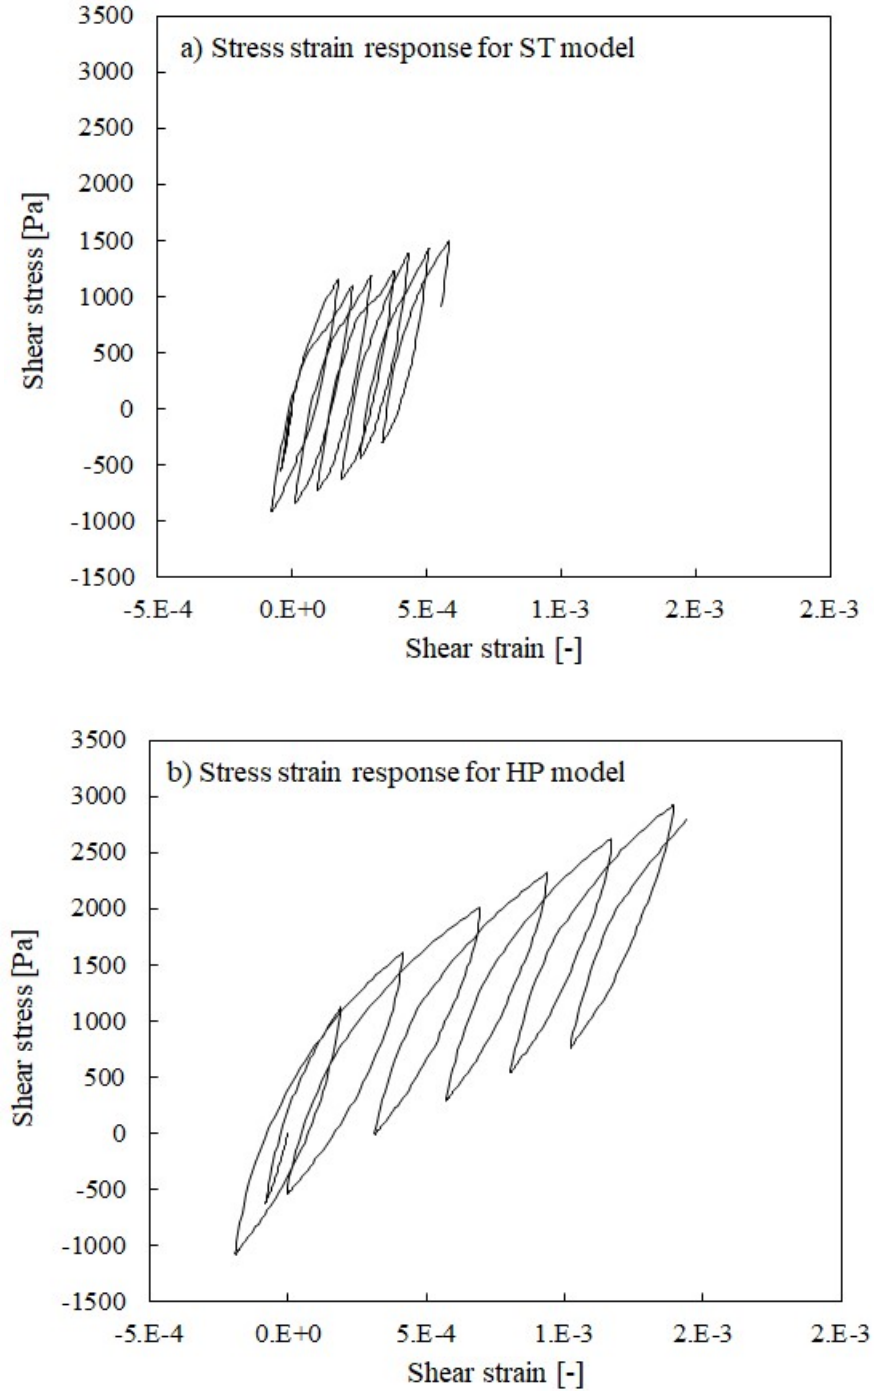 3500
a) Stress strain response for ST model
3000
2500
2000
1500
1000
500
0
-500
-1000
-1500
Shear stress [Pa]
-5.E-4 0.E+0 5.E-4 1.E-3 2.E-3 2.E-3
Shear strain [-]
3500
b) Stress strain response for HP model
3000
2500
2000
1500
1000
500
0
-500
-1000
-1500
Shear stress [Pa]
-5.E-4 0.E+0 5.E-4 1.E-3 2.E-3 2.E-3
Shear strain [-]